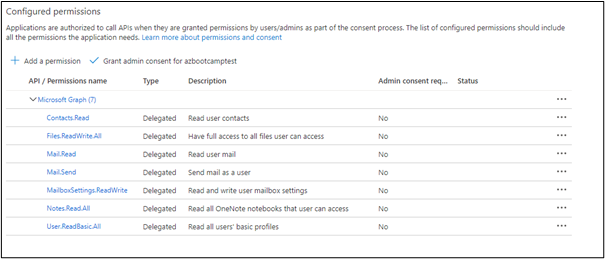 Configured permissions
Applications are authorized to call APIs when they are granted permissions by users/admins as part of the consent process. The list of configured permissions should include
all the permissions the application needs. Learn more about permissions and consent
Add a permission Grant admin consent for azbootcamptest
API / Permissions name Type Description Admin consent req... Status
Microsoft Graph (7) ...
Contacts.Read Delegated Read user contacts No ...
Files.ReadWrite.All Delegated Have full access to all files user can access No ...
Mail.Read Delegated Read user mail No ...
Mail.Send Delegated Send mail as a user No ...
MailboxSettings.ReadWrite Delegated Read and write user mailbox settings No ...
Notes.Read.All Delegated Read all OneNote notebooks that user can access No ...
User.ReadBasic.All Delegated Read all users' basic profiles No ...